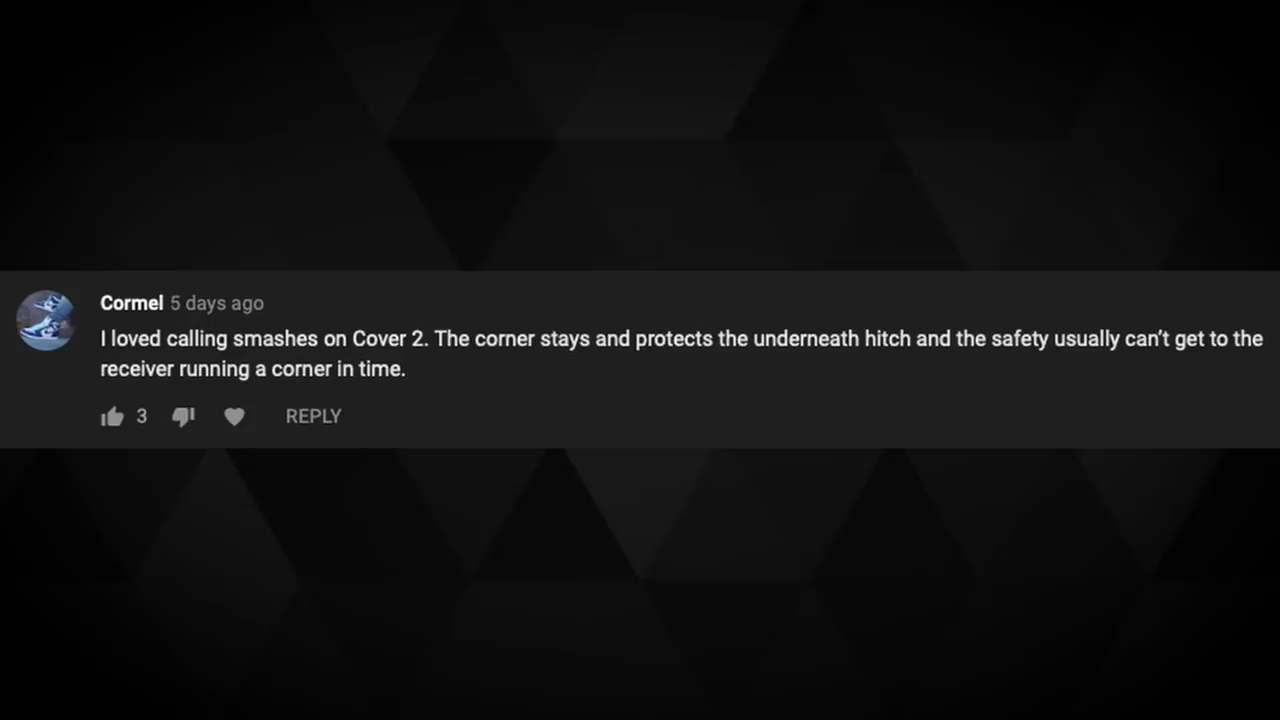 Cormel 5 days ago
I loved calling smashes on Cover 2. The corner stays and protects the underneath hitch and the safety usually can’t get to the
receiver running a corner in time.
3 REPLY